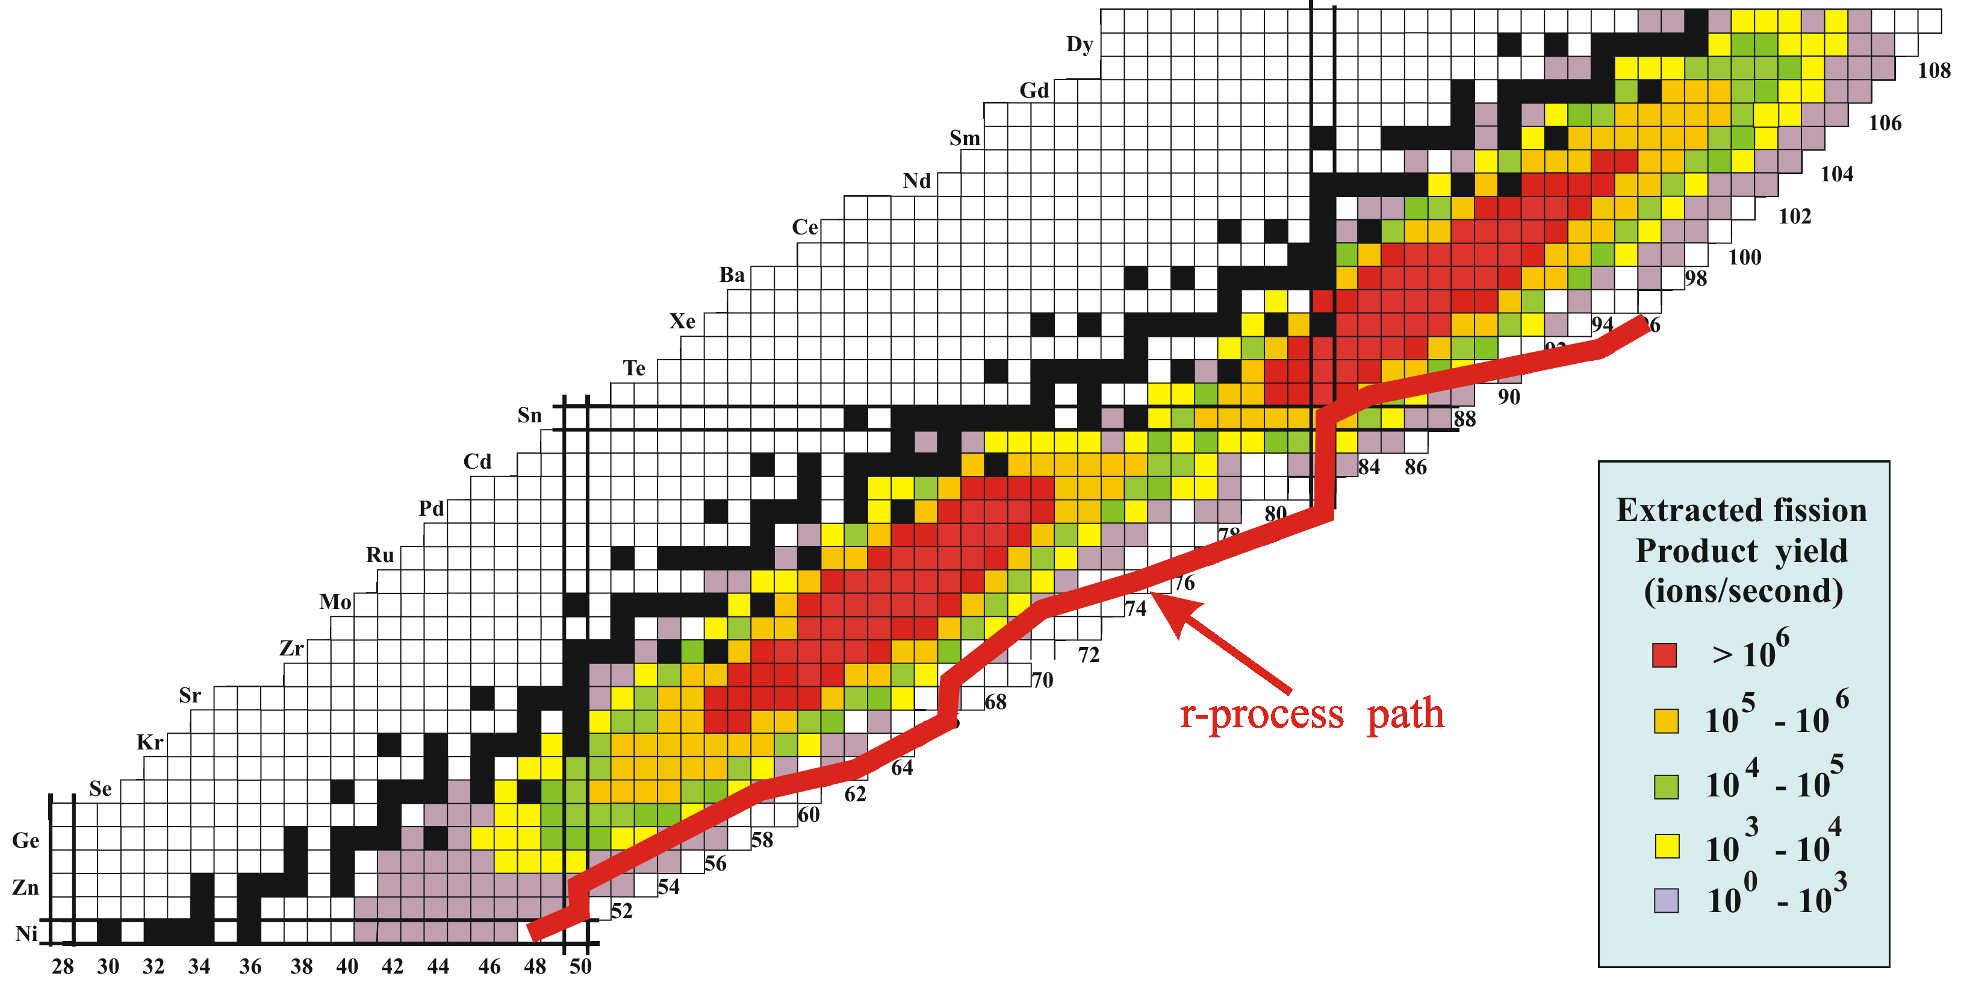 Dy
108
Gd
106
Sm
104
Nd
102
Ce
100
Ba
98
Xe
94
Te
90
Sn
88
Cd
84 86
Pd
80
78
Ru
76
Mo
74
Zr
72
70
Sr
68
Kr
64
Se
62
60
Ge
58
56
Zn
54
52
Ni
28 30 32 34 36 38 40 42 44 46 48 50
r-process path
Extracted fission
Product yield
(ions/second)
> 10^6
10^5 - 10^6
10^4 - 10^5
10^3 - 10^4
10^0 - 10^3